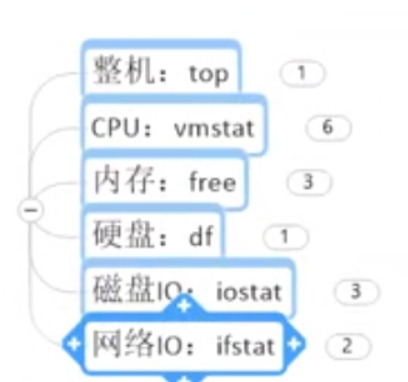 整机：top 1
CPU：vmstat 6
内存：free 3
硬盘：df 1
磁盘IO：iostat 3
网络IO：ifstat 2